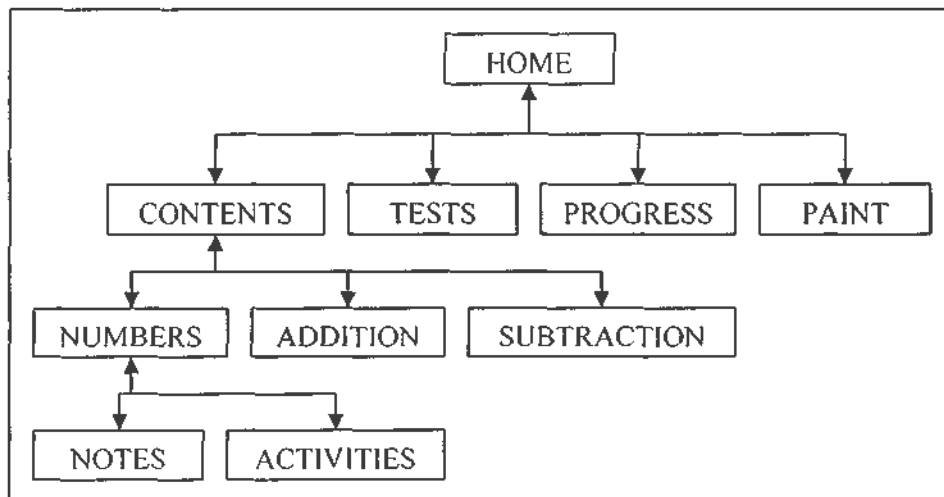 HOME
CONTENTS TESTS PROGRESS PAINT
NUMBERS ADDITION SUBTRACTION
NOTES ACTIVITIES